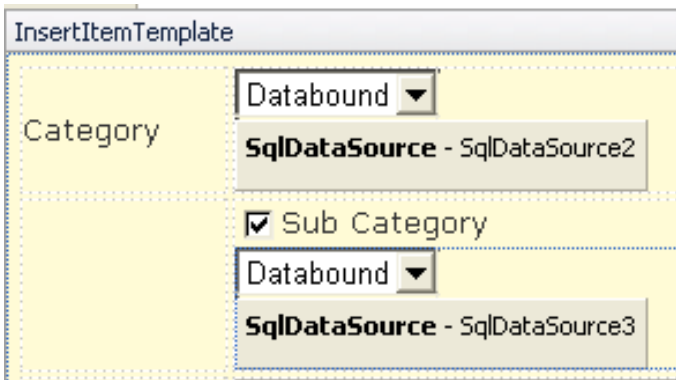 InsertItemTemplate
Databound
Category
SqlDataSource - SqlDataSource2
Sub Category
Databound
SqlDataSource - SqlDataSource3